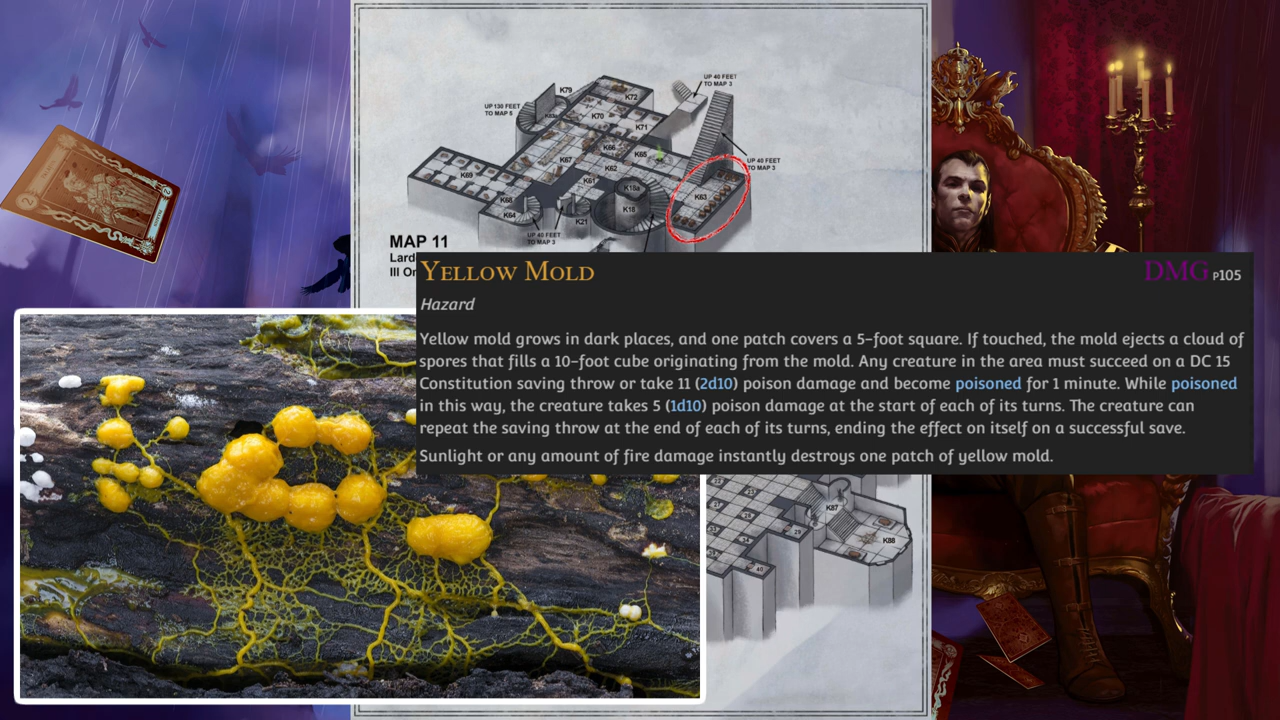 K79
UP 40 FEET
TO MAP 3
K72
UP 130 FEET
TO MAP 5
K70
K71
K66
K65
K67
K62
UP 40 FEET
TO MAP 3
K69
K61
K18a
K63
K68
K64
K18
K21
UP 40 FEET
TO MAP 3
MAP 11
Lard
III Or
YELLOW MOLD
DMG P105
Hazard
Yellow mold grows in dark places, and one patch covers a 5-foot square. If touched, the mold ejects a cloud of
spores that fills a 10-foot cube originating from the mold. Any creature in the area must succeed on a DC 15
Constitution saving throw or take 11 (2d10) poison damage and become poisoned for 1 minute. While poisoned
in this way, the creature takes 5 (1d10) poison damage at the start of each of its turns. The creature can
repeat the saving throw at the end of each of its turns, ending the effect on itself on a successful save.
Sunlight or any amount of fire damage instantly destroys one patch of yellow mold.
K87
K88
40